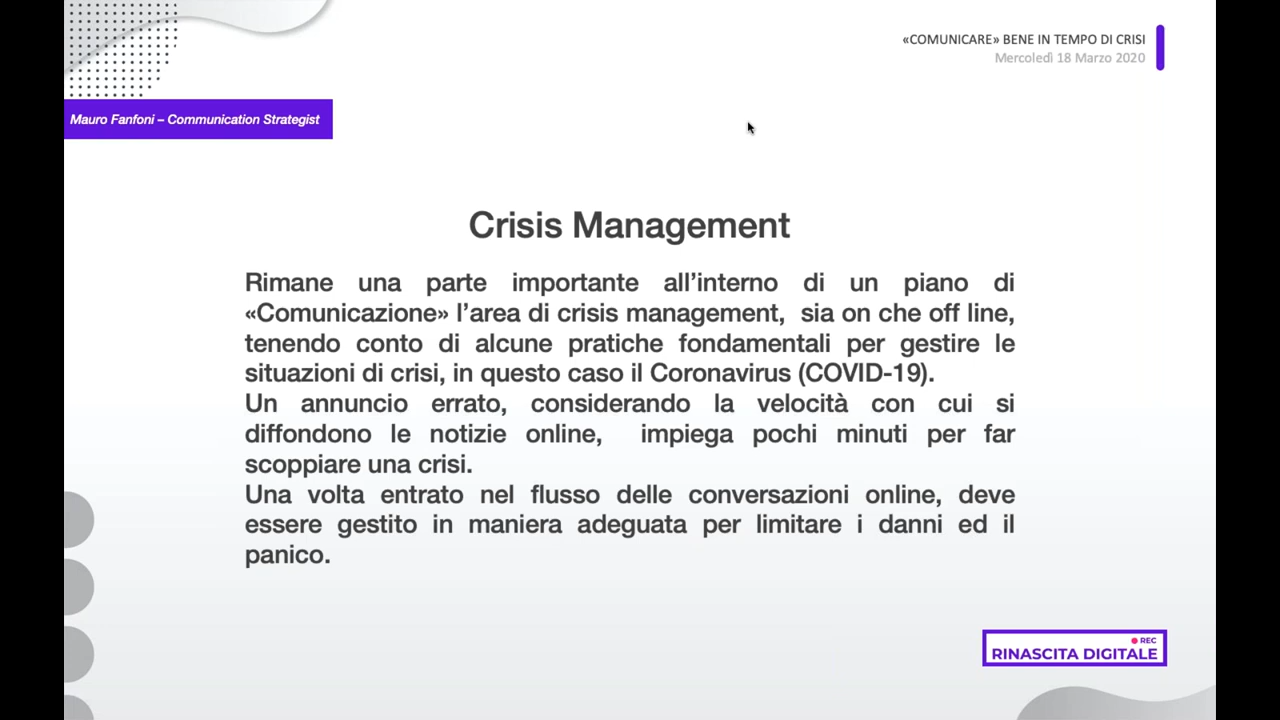 «COMUNICARE» BENE IN TEMPO DI CRISI
Mercoledì 18 Marzo 2020
Mauro Fanfoni – Communication Strategist
Crisis Management
Rimane una parte importante all’interno di un piano di
«Comunicazione» l’area di crisis management, sia on che off line,
tenendo conto di alcune pratiche fondamentali per gestire le
situazioni di crisi, in questo caso il Coronavirus (COVID-19).
Un annuncio errato, considerando la velocità con cui si
diffondono le notizie online, impiega pochi minuti per far
scoppiare una crisi.
Una volta entrato nel flusso delle conversazioni online, deve
essere gestito in maniera adeguata per limitare i danni ed il
panico.
REC
RINASCITA DIGITALE